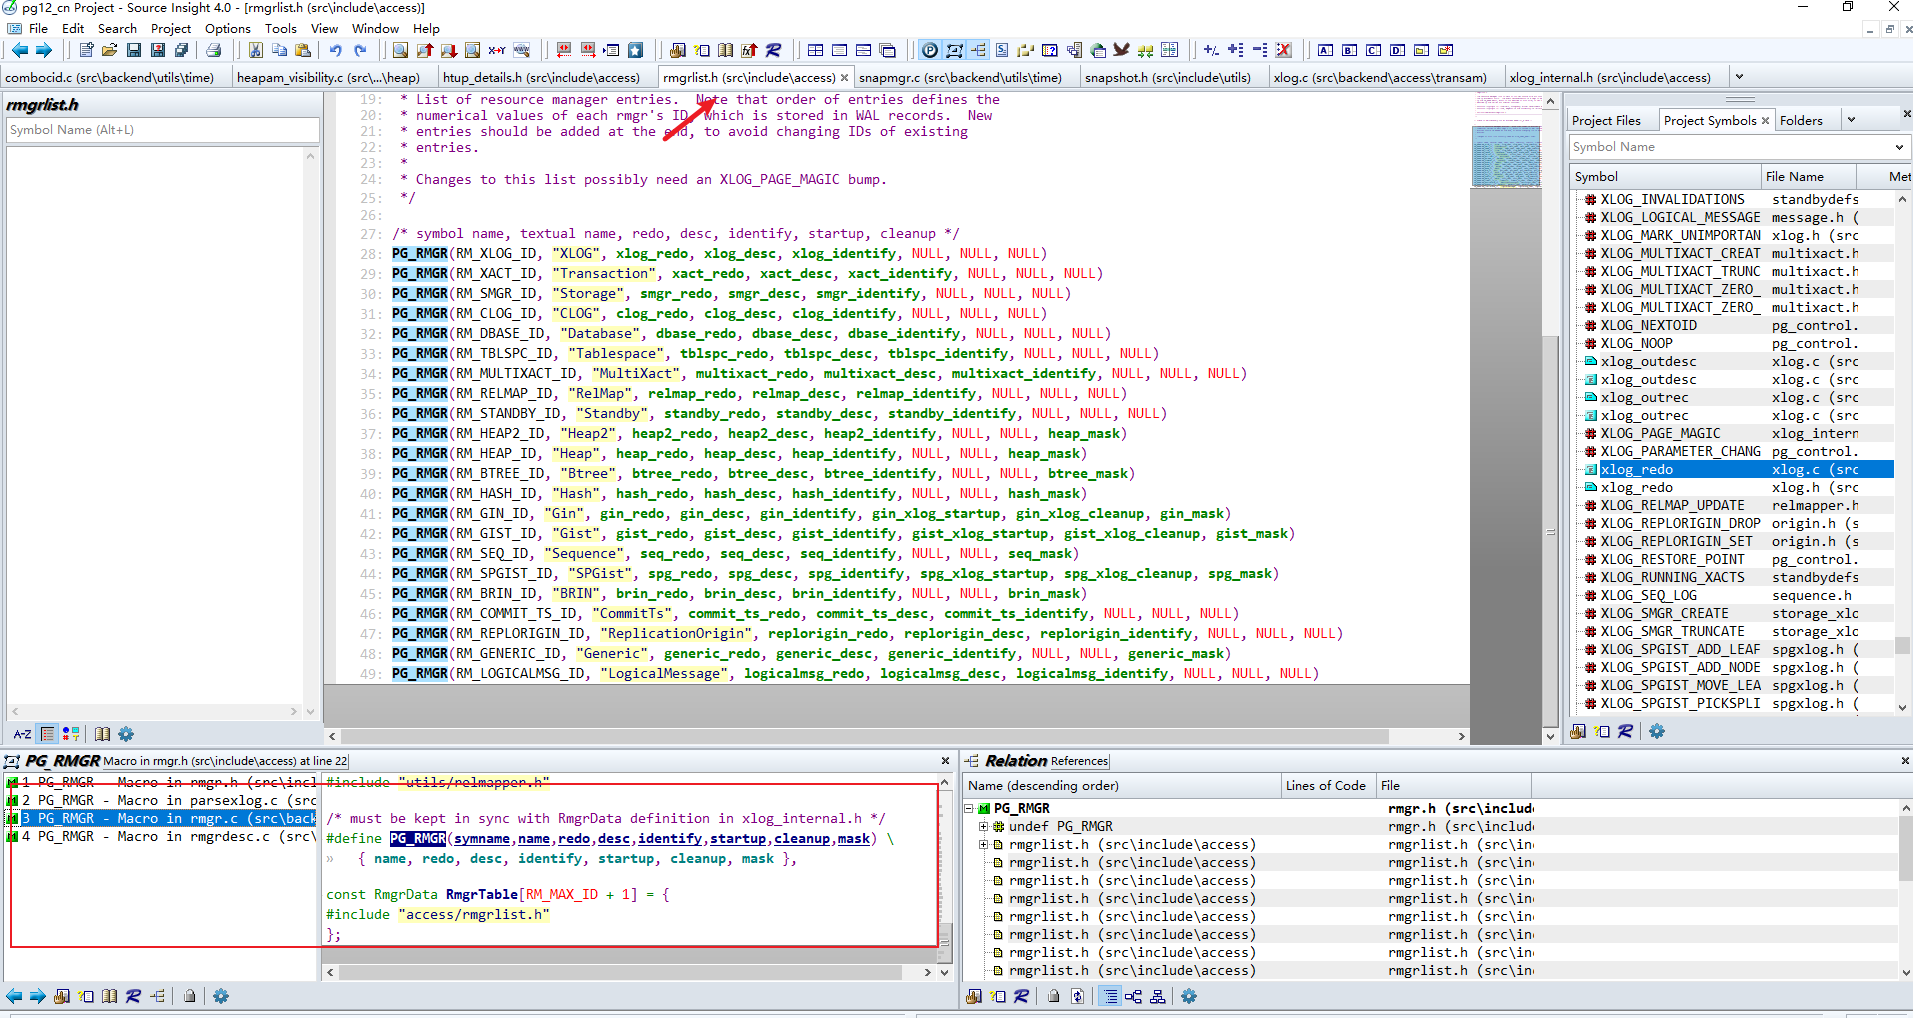 pg12_cn Project - Source Insight 4.0 - [rmgrlist.h (src\include\access)]
File Edit Search Project Options Tools View Window Help
combocid.c (src\backend\utils\time) heapam_visibility.c (src\...\heap) htup_details.h (src\include\access) rmgrlist.h (src\include\access) snapmgr.c (src\backend\utils\time) snapshot.h (src\include\utils) xlog.c (src\backend\access\transam) xlog_internal.h (src\include\access)
rmgrlist.h
Symbol Name (Alt+L)
A-Z
19: * List of resource manager entries.  Note that order of entries defines the
20: * numerical values of each rmgr's ID, which is stored in WAL records.  New
21: * entries should be added at the end, to avoid changing IDs of existing
22: * entries.
23: *
24: * Changes to this list possibly need an XLOG_PAGE_MAGIC bump.
25: */
26:
27: /* symbol name, textual name, redo, desc, identify, startup, cleanup */
28: PG_RMGR(RM_XLOG_ID, "XLOG", xlog_redo, xlog_desc, xlog_identify, NULL, NULL, NULL)
29: PG_RMGR(RM_XACT_ID, "Transaction", xact_redo, xact_desc, xact_identify, NULL, NULL, NULL)
30: PG_RMGR(RM_SMGR_ID, "Storage", smgr_redo, smgr_desc, smgr_identify, NULL, NULL, NULL)
31: PG_RMGR(RM_CLOG_ID, "CLOG", clog_redo, clog_desc, clog_identify, NULL, NULL, NULL)
32: PG_RMGR(RM_DBASE_ID, "Database", dbase_redo, dbase_desc, dbase_identify, NULL, NULL, NULL)
33: PG_RMGR(RM_TBLSPC_ID, "Tablespace", tblspc_redo, tblspc_desc, tblspc_identify, NULL, NULL, NULL)
34: PG_RMGR(RM_MULTIXACT_ID, "MultiXact", multixact_redo, multixact_desc, multixact_identify, NULL, NULL, NULL)
35: PG_RMGR(RM_RELMAP_ID, "RelMap", relmap_redo, relmap_desc, relmap_identify, NULL, NULL, NULL)
36: PG_RMGR(RM_STANDBY_ID, "Standby", standby_redo, standby_desc, standby_identify, NULL, NULL, NULL)
37: PG_RMGR(RM_HEAP2_ID, "Heap2", heap2_redo, heap2_desc, heap2_identify, NULL, NULL, heap_mask)
38: PG_RMGR(RM_HEAP_ID, "Heap", heap_redo, heap_desc, heap_identify, NULL, NULL, heap_mask)
39: PG_RMGR(RM_BTREE_ID, "Btree", btree_redo, btree_desc, btree_identify, NULL, NULL, btree_mask)
40: PG_RMGR(RM_HASH_ID, "Hash", hash_redo, hash_desc, hash_identify, NULL, NULL, hash_mask)
41: PG_RMGR(RM_GIN_ID, "Gin", gin_redo, gin_desc, gin_identify, gin_xlog_startup, gin_xlog_cleanup, gin_mask)
42: PG_RMGR(RM_GIST_ID, "Gist", gist_redo, gist_desc, gist_identify, gist_xlog_startup, gist_xlog_cleanup, gist_mask)
43: PG_RMGR(RM_SEQ_ID, "Sequence", seq_redo, seq_desc, seq_identify, NULL, NULL, seq_mask)
44: PG_RMGR(RM_SPGIST_ID, "SPGist", spg_redo, spg_desc, spg_identify, spg_xlog_startup, spg_xlog_cleanup, spg_mask)
45: PG_RMGR(RM_BRIN_ID, "BRIN", brin_redo, brin_desc, brin_identify, NULL, NULL, brin_mask)
46: PG_RMGR(RM_COMMIT_TS_ID, "CommitTs", commit_ts_redo, commit_ts_desc, commit_ts_identify, NULL, NULL, NULL)
47: PG_RMGR(RM_REPLORIGIN_ID, "ReplicationOrigin", replorigin_redo, replorigin_desc, replorigin_identify, NULL, NULL, NULL)
48: PG_RMGR(RM_GENERIC_ID, "Generic", generic_redo, generic_desc, generic_identify, NULL, NULL, generic_mask)
49: PG_RMGR(RM_LOGICALMSG_ID, "LogicalMessage", logicalmsg_redo, logicalmsg_desc, logicalmsg_identify, NULL, NULL, NULL)
Project Files Project Symbols Folders
Symbol Name
Symbol File Name Met
XLOG_INVALIDATIONS standbydefs
XLOG_LOGICAL_MESSAGE message.h (
XLOG_MARK_UNIMPORTAN xlog.h (src
XLOG_MULTIXACT_CREAT multixact.h
XLOG_MULTIXACT_TRUNC multixact.h
XLOG_MULTIXACT_ZERO_ multixact.h
XLOG_MULTIXACT_ZERO_ multixact.h
XLOG_NEXTOID pg_control.
XLOG_NOOP pg_control.
xlog_outdesc xlog.c (src
xlog_outdesc xlog.c (src
xlog_outrec xlog.c (src
xlog_outrec xlog.c (src
XLOG_PAGE_MAGIC xlog_intern
XLOG_PARAMETER_CHANG pg_control.
xlog_redo xlog.c (src
xlog_redo xlog.h (src
XLOG_RELMAP_UPDATE relmapper.h
XLOG_REPLORIGIN_DROP origin.h (s
XLOG_REPLORIGIN_SET origin.h (s
XLOG_RESTORE_POINT pg_control.
XLOG_RUNNING_XACTS standbydefs
XLOG_SEQ_LOG sequence.h
XLOG_SMGR_CREATE storage_xlo
XLOG_SMGR_TRUNCATE storage_xlo
XLOG_SPGIST_ADD_LEAF spgxlog.h (
XLOG_SPGIST_ADD_NODE spgxlog.h (
XLOG_SPGIST_MOVE_LEA spgxlog.h (
XLOG_SPGIST_PICKSPLI spgxlog.h (
PG_RMGR Macro in rmgr.h (src\include\access) at line 22
1 PG_RMGR - Macro in rmgr.h (src\incl
2 PG_RMGR - Macro in parsexlog.c (src
3 PG_RMGR - Macro in rmgr.c (src\back
4 PG_RMGR - Macro in rmgrdesc.c (src\
#include "utils/relmapper.h"
/* must be kept in sync with RmgrData definition in xlog_internal.h */
#define PG_RMGR(symname,name,redo,desc,identify,startup,cleanup,mask) \
» { name, redo, desc, identify, startup, cleanup, mask },
const RmgrData RmgrTable[RM_MAX_ID + 1] = {
#include "access/rmgrlist.h"
};
Relation References
Name (descending order) Lines of Code File
PG_RMGR rmgr.h (src\include
undef PG_RMGR rmgr.h (src\includ
rmgrlist.h (src\include\access) rmgrlist.h (src\in
rmgrlist.h (src\include\access) rmgrlist.h (src\in
rmgrlist.h (src\include\access) rmgrlist.h (src\in
rmgrlist.h (src\include\access) rmgrlist.h (src\in
rmgrlist.h (src\include\access) rmgrlist.h (src\in
rmgrlist.h (src\include\access) rmgrlist.h (src\in
rmgrlist.h (src\include\access) rmgrlist.h (src\in
rmgrlist.h (src\include\access) rmgrlist.h (src\in